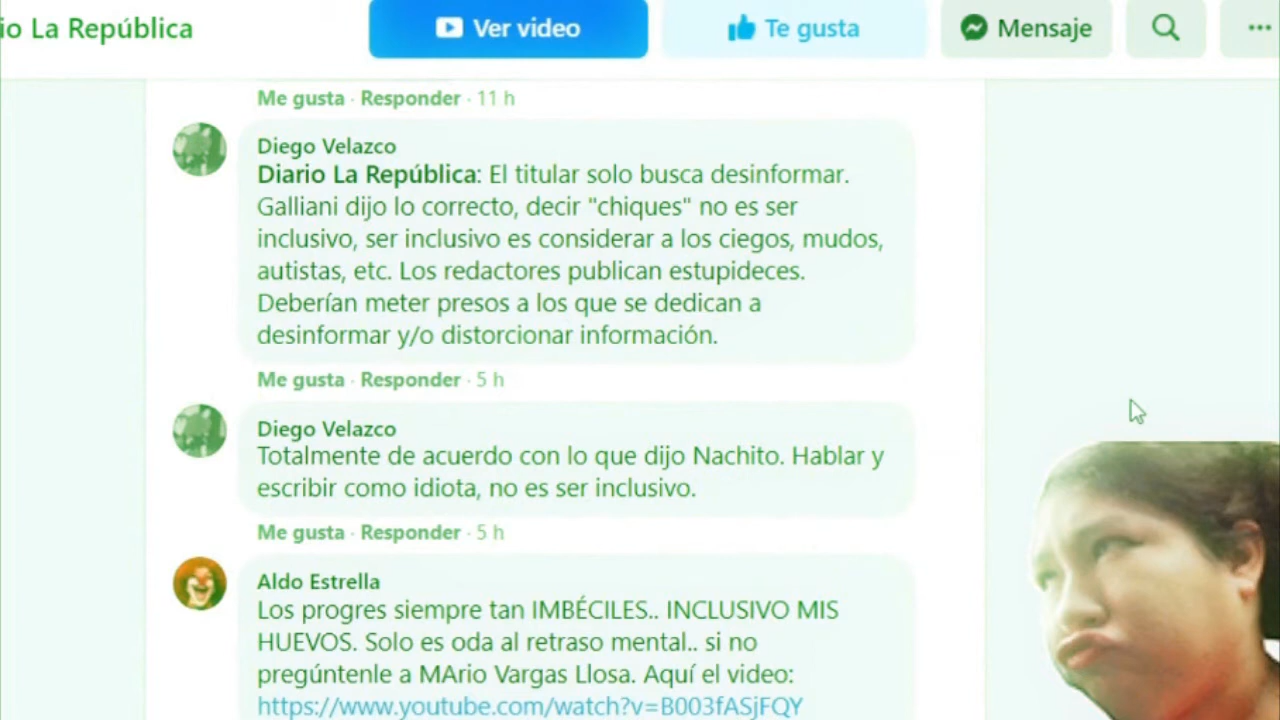 io La República
Ver video
Te gusta
Mensaje
Me gusta · Responder · 11 h
Diego Velazco
Diario La República: El titular solo busca desinformar.
Galliani dijo lo correcto, decir "chiques" no es ser
inclusivo, ser inclusivo es considerar a los ciegos, mudos,
autistas, etc. Los redactores publican estupideces.
Deberían meter presos a los que se dedican a
desinformar y/o distorcionar información.
Me gusta · Responder · 5 h
Diego Velazco
Totalmente de acuerdo con lo que dijo Nachito. Hablar y
escribir como idiota, no es ser inclusivo.
Me gusta · Responder · 5 h
Aldo Estrella
Los progres siempre tan IMBÉCILES.. INCLUSIVO MIS
HUEVOS. Solo es oda al retraso mental.. si no
pregúntenle a MArio Vargas Llosa. Aquí el video:
https://www.youtube.com/watch?v=B003fASjFQY